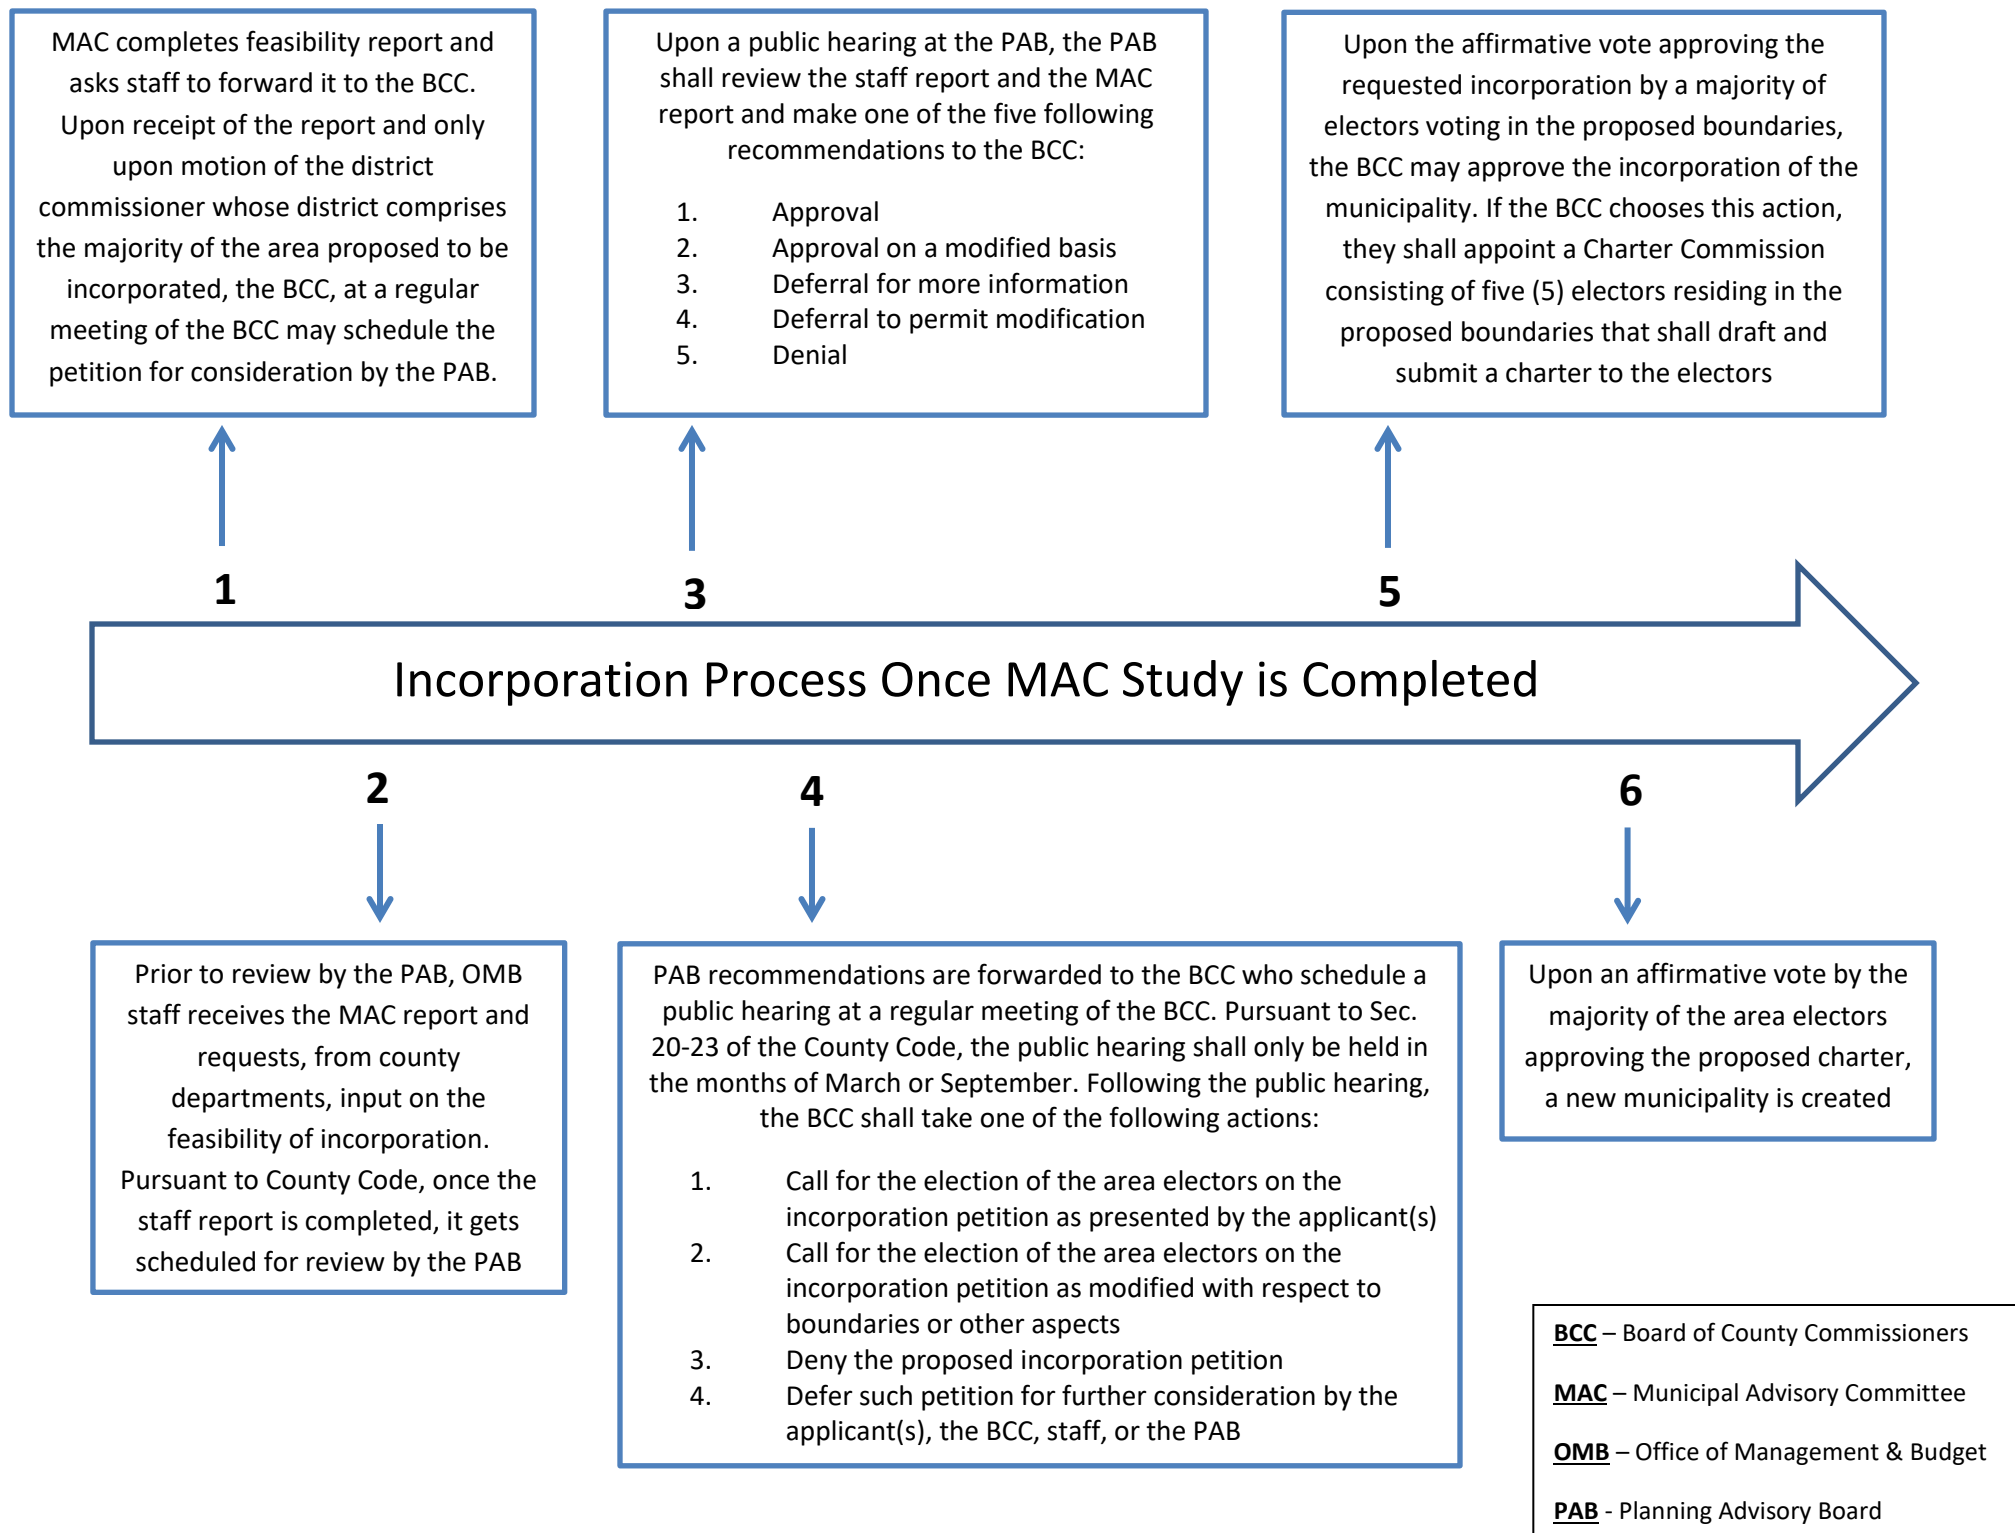 MAC completes feasibility report and
asks staff to forward it to the BCC.
Upon receipt of the report and only
upon motion of the district
commissioner whose district comprises
the majority of the area proposed to be
incorporated, the BCC, at a regular
meeting of the BCC may schedule the
petition for consideration by the PAB.
Upon a public hearing at the PAB, the PAB
shall review the staff report and the MAC
report and make one of the five following
recommendations to the BCC:
1. Approval
2. Approval on a modified basis
3. Deferral for more information
4. Deferral to permit modification
5. Denial
Upon the affirmative vote approving the
requested incorporation by a majority of
electors voting in the proposed boundaries,
the BCC may approve the incorporation of the
municipality. If the BCC chooses this action,
they shall appoint a Charter Commission
consisting of five (5) electors residing in the
proposed boundaries that shall draft and
submit a charter to the electors
1
3
5
Incorporation Process Once MAC Study is Completed
2
4
6
Prior to review by the PAB, OMB
staff receives the MAC report and
requests, from county
departments, input on the
feasibility of incorporation.
Pursuant to County Code, once the
staff report is completed, it gets
scheduled for review by the PAB
PAB recommendations are forwarded to the BCC who schedule a
public hearing at a regular meeting of the BCC. Pursuant to Sec.
20-23 of the County Code, the public hearing shall only be held in
the months of March or September. Following the public hearing,
the BCC shall take one of the following actions:
1. Call for the election of the area electors on the
incorporation petition as presented by the applicant(s)
2. Call for the election of the area electors on the
incorporation petition as modified with respect to
boundaries or other aspects
3. Deny the proposed incorporation petition
4. Defer such petition for further consideration by the
applicant(s), the BCC, staff, or the PAB
Upon an affirmative vote by the
majority of the area electors
approving the proposed charter,
a new municipality is created
BCC – Board of County Commissioners
MAC – Municipal Advisory Committee
OMB – Office of Management & Budget
PAB - Planning Advisory Board